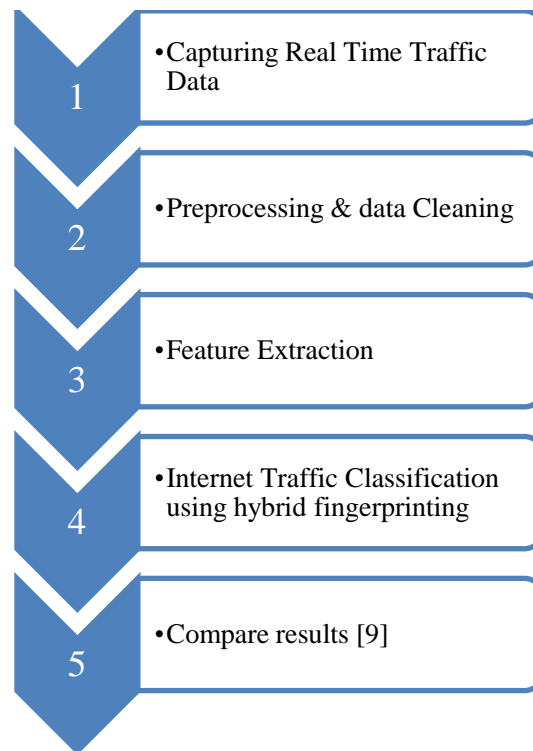 1
•Capturing Real Time Traffic
Data
2
•Preprocessing & data Cleaning
3
•Feature Extraction
4
•Internet Traffic Classification
using hybrid fingerprinting
5
•Compare results [9]